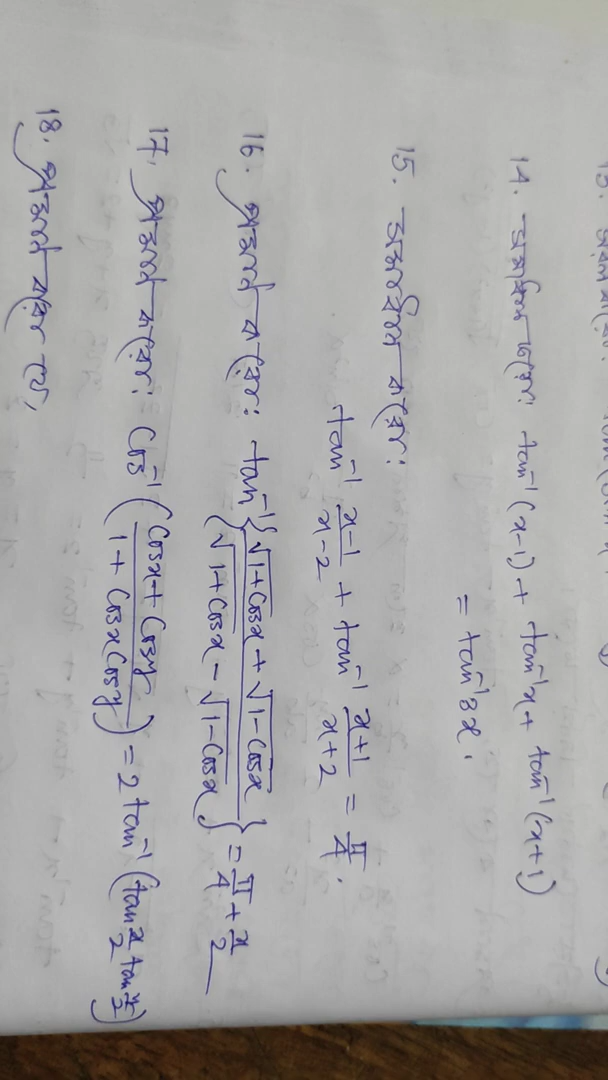 14. সমাধান করো: tan⁻¹(x-1) + tan⁻¹x + tan⁻¹(x+1)
= tan⁻¹3x.
15. সমাধান করো:
tan⁻¹ (x-1)/(x-2) + tan⁻¹ (x+1)/(x+2) = π/4.
16. প্রমাণ করো: tan⁻¹{(√(1+Cosx) + √(1-Cosx))/(√(1+Cosx) - √(1-Cosx))} = π/4 + x/2
17. প্রমাণ করো: Cos⁻¹((Cosx + Cosy)/(1 + Cosx Cosy)) = 2 tan⁻¹(tan x/2 tan y/2)
18. প্রমাণ করো যে,